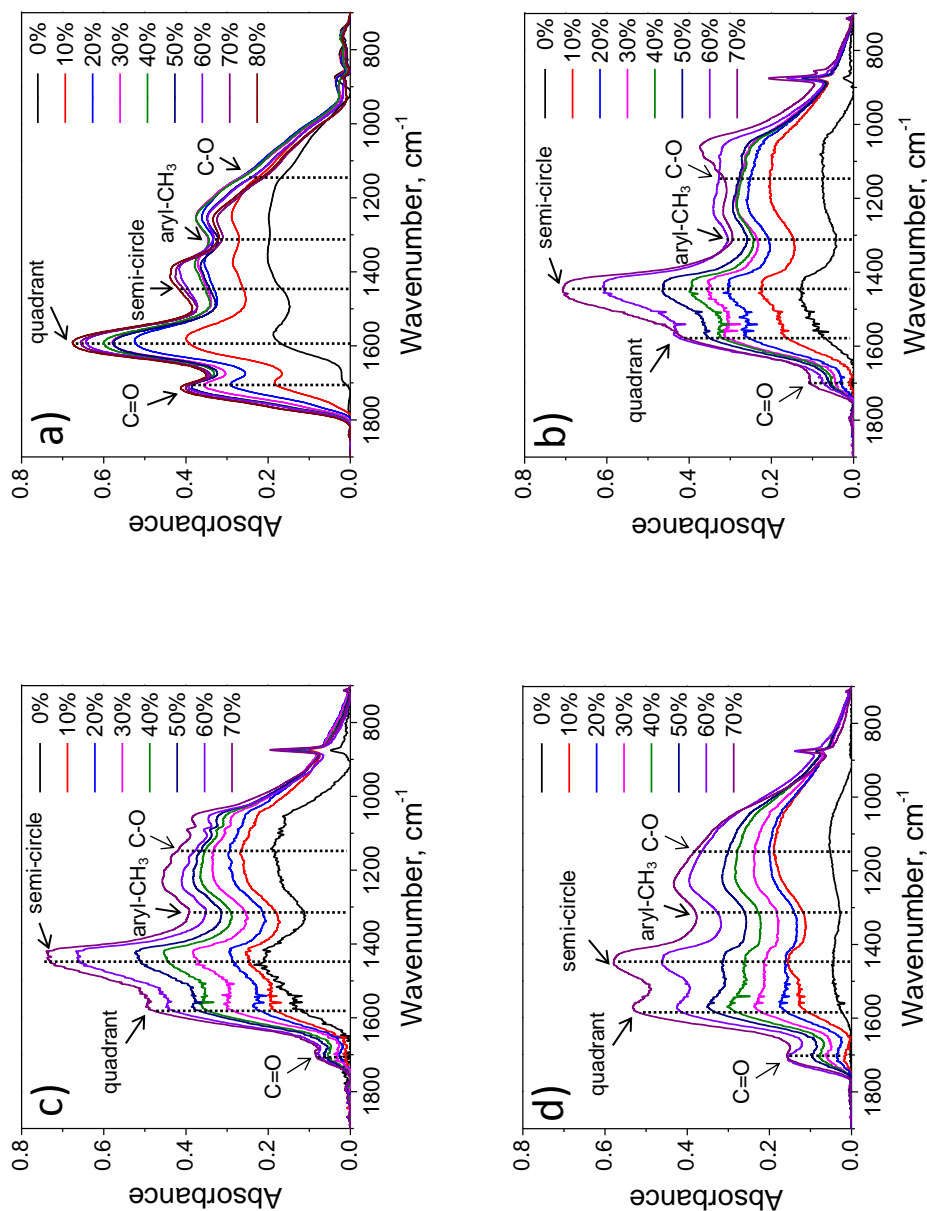 a)
0%
10%
20%
30%
40%
50%
60%
70%
80%
quadrant
semi-circle
aryl-CH₃
C-O
C=O
Absorbance
0.8
0.6
0.4
0.2
0.0
1800 1600 1400 1200 1000 800
Wavenumber, cm⁻¹
b)
0%
10%
20%
30%
40%
50%
60%
70%
semi-circle
quadrant
aryl-CH₃
C-O
C=O
Absorbance
0.8
0.6
0.4
0.2
0.0
1800 1600 1400 1200 1000 800
Wavenumber, cm⁻¹
c)
0%
10%
20%
30%
40%
50%
60%
70%
semi-circle
quadrant
aryl-CH₃
C-O
C=O
Absorbance
0.8
0.6
0.4
0.2
0.0
1800 1600 1400 1200 1000 800
Wavenumber, cm⁻¹
d)
0%
10%
20%
30%
40%
50%
60%
70%
semi-circle
quadrant
aryl-CH₃
C-O
C=O
Absorbance
0.8
0.6
0.4
0.2
0.0
1800 1600 1400 1200 1000 800
Wavenumber, cm⁻¹